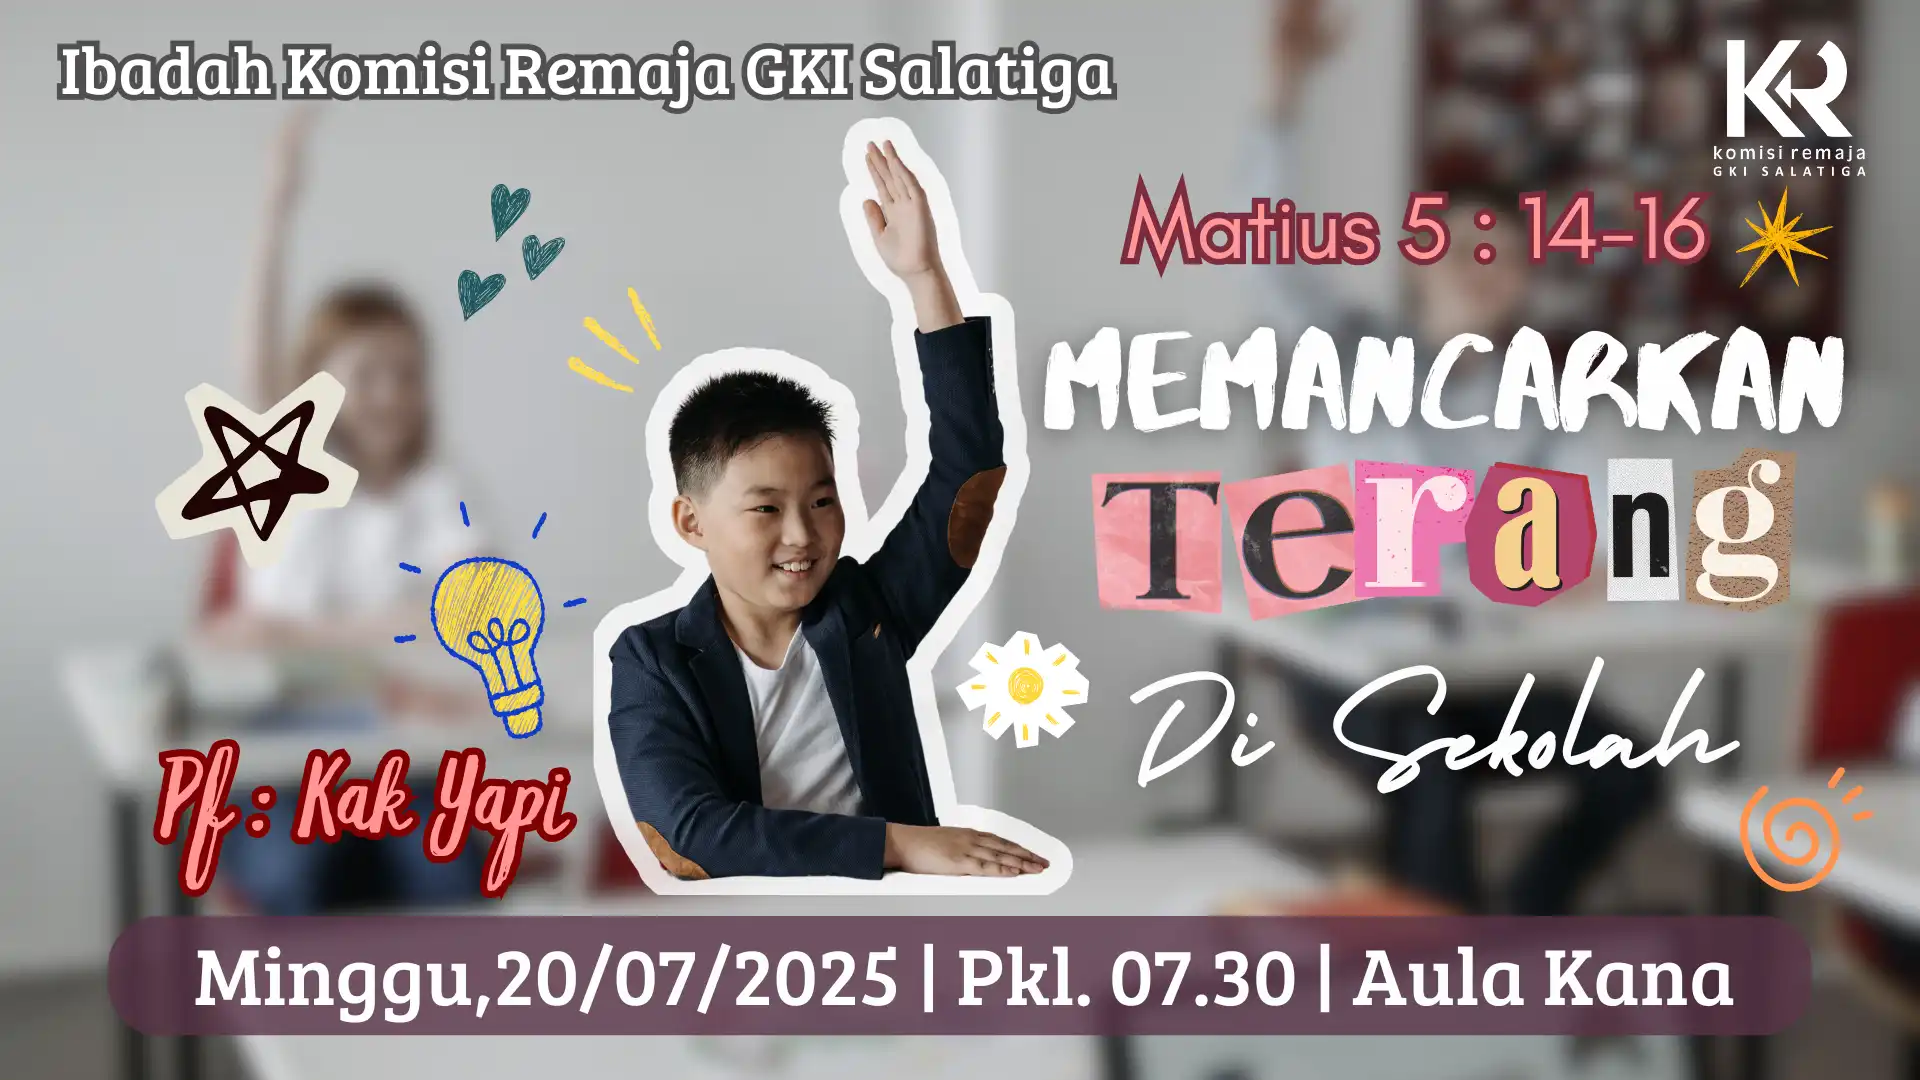 Ibadah Komisi Remaja GKI Salatiga
KR
komisi remaja
GKI SALATIGA
Matius 5 : 14-16
MEMANCARKAN
Terang
Di Sekolah
Pf : Kak Yapi
Minggu,20/07/2025 | Pkl. 07.30 | Aula Kana